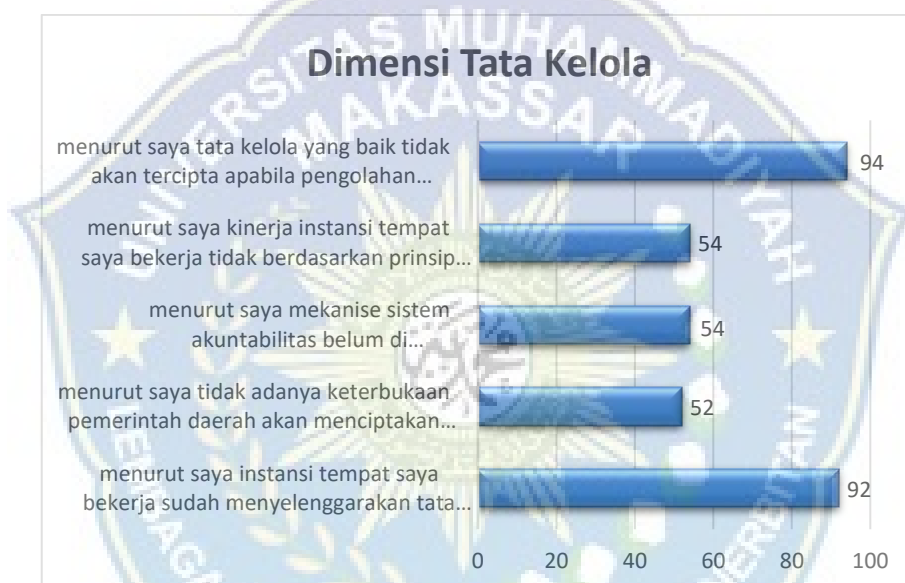 UNIVERSITAS MUHAMMADIYAH
MAKASSAR
Dimensi Tata Kelola
menurut saya tata kelola yang baik tidak
akan tercipta apabila pengolahan...
94
menurut saya kinerja instansi tempat
saya bekerja tidak berdasarkan prinsip...
54
menurut saya mekanise sistem
akuntabilitas belum di...
54
menurut saya tidak adanya keterbukaan
pemerintah daerah akan menciptakan...
52
menurut saya instansi tempat saya
bekerja sudah menyelenggarakan tata...
92
0 20 40 60 80 100